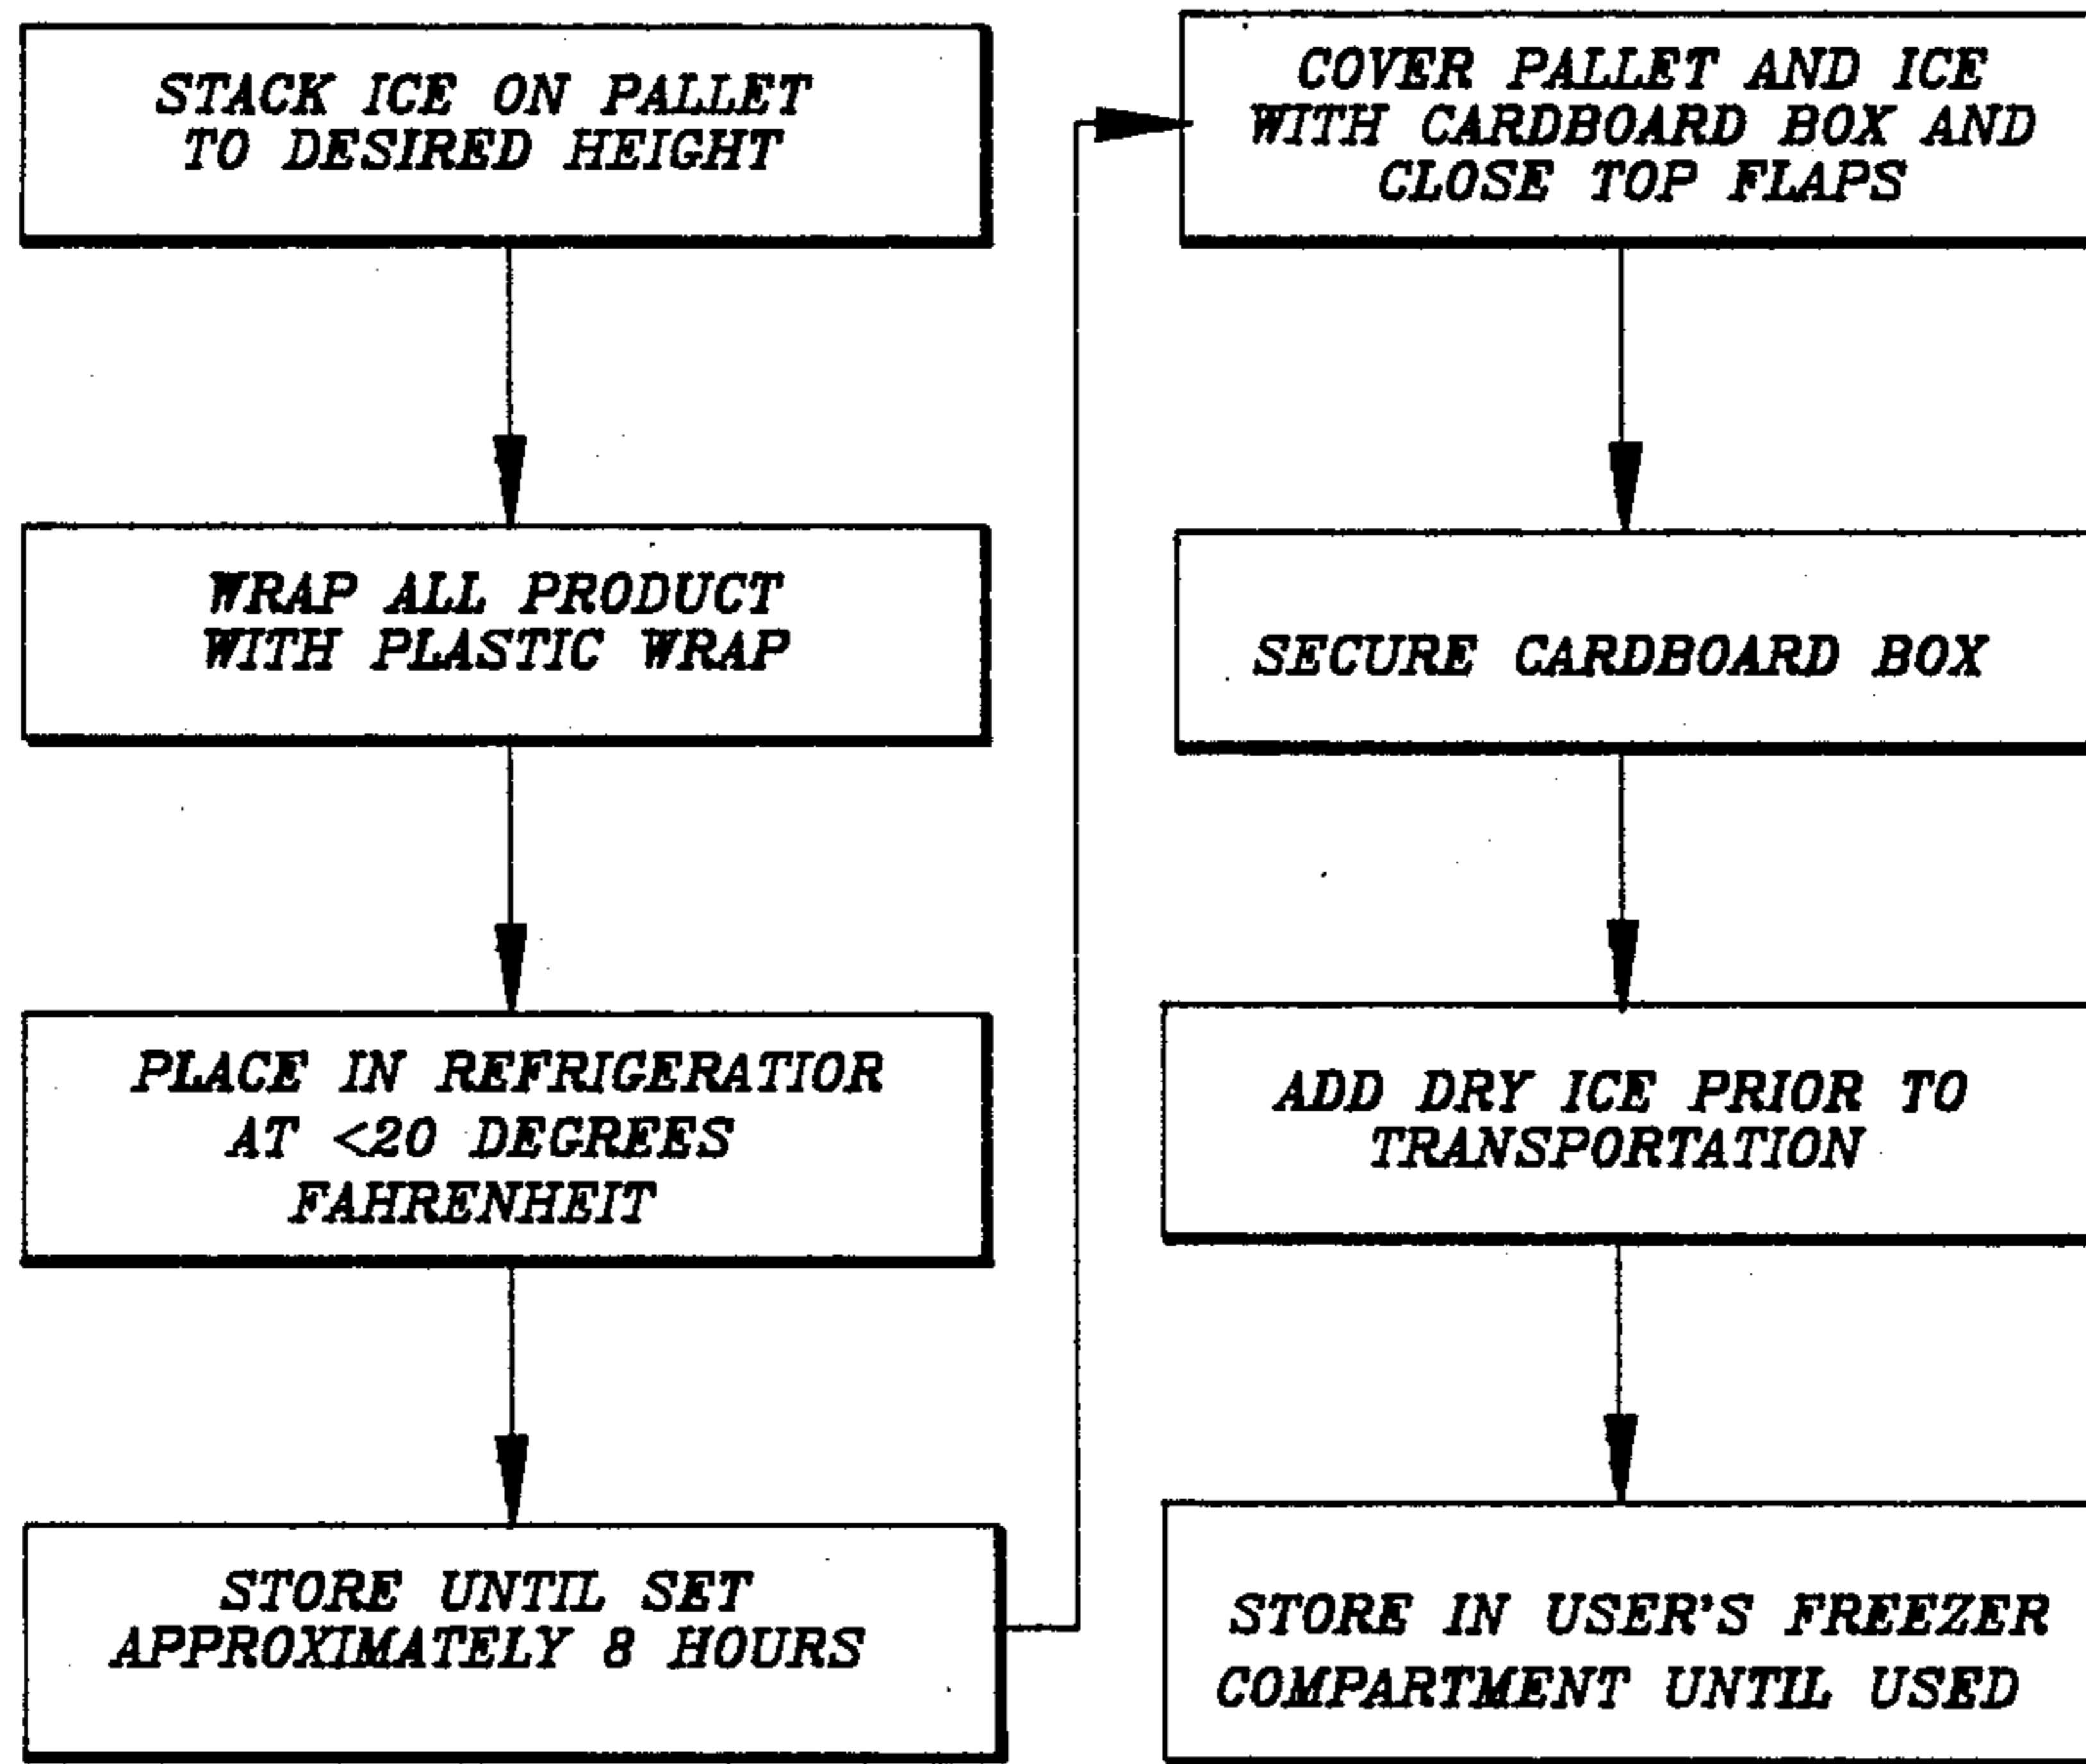 STACK ICE ON PALLET
TO DESIRED HEIGHT
WRAP ALL PRODUCT
WITH PLASTIC WRAP
PLACE IN REFRIGERATIOR
AT <20 DEGREES
FAHRENHEIT
STORE UNTIL SET
APPROXIMATELY 8 HOURS
COVER PALLET AND ICE
WITH CARDBOARD BOX AND
CLOSE TOP FLAPS
SECURE CARDBOARD BOX
ADD DRY ICE PRIOR TO
TRANSPORTATION
STORE IN USER'S FREEZER
COMPARTMENT UNTIL USED